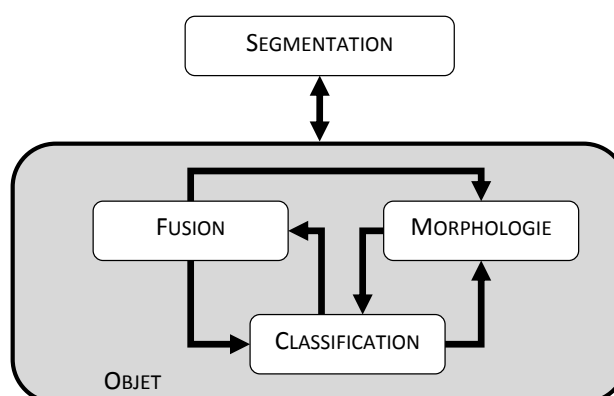 SEGMENTATION
FUSION
MORPHOLOGIE
CLASSIFICATION
OBJET